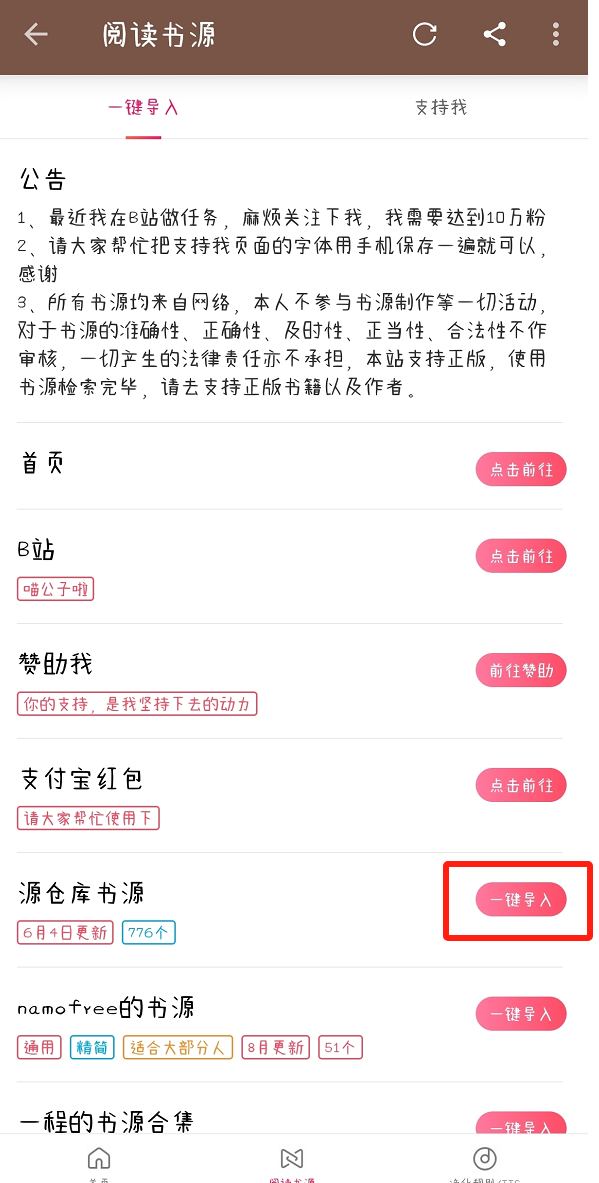 阅读书源
一键导入
支持我
公告
1、最近我在B站做任务，麻烦关注下我，我需要达到10万粉
2、请大家帮忙把支持我页面的字体用手机保存一遍就可以，
感谢
3、所有书源均来自网络，本人不参与书源制作等一切活动，
对于书源的准确性、正确性、及时性、正当性、合法性不作
审核，一切产生的法律责任亦不承担，本站支持正版，使用
书源检索完毕，请去支持正版书籍以及作者。
首页
点击前往
B站
点击前往
喵公子啦
赞助我
前往赞助
你的支持，是我坚持下去的动力
支付宝红包
点击前往
请大家帮忙使用下
源仓库书源
一键导入
6月4日更新 776个
namofree的书源
一键导入
通用 精简 适合大部分人 8月更新 51个
一程的书源合集
一键导入